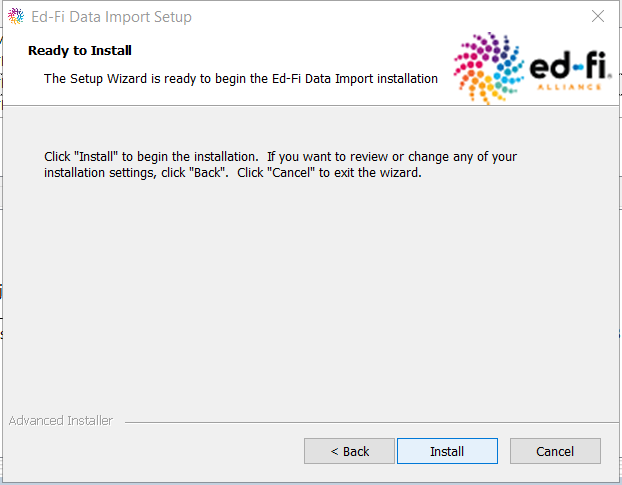 Ed-Fi Data Import Setup
Ready to Install
The Setup Wizard is ready to begin the Ed-Fi Data Import installation
ed-fi
ALLIANCE
Click "Install" to begin the installation.  If you want to review or change any of your
installation settings, click "Back".  Click "Cancel" to exit the wizard.
Advanced Installer
< Back
Install
Cancel